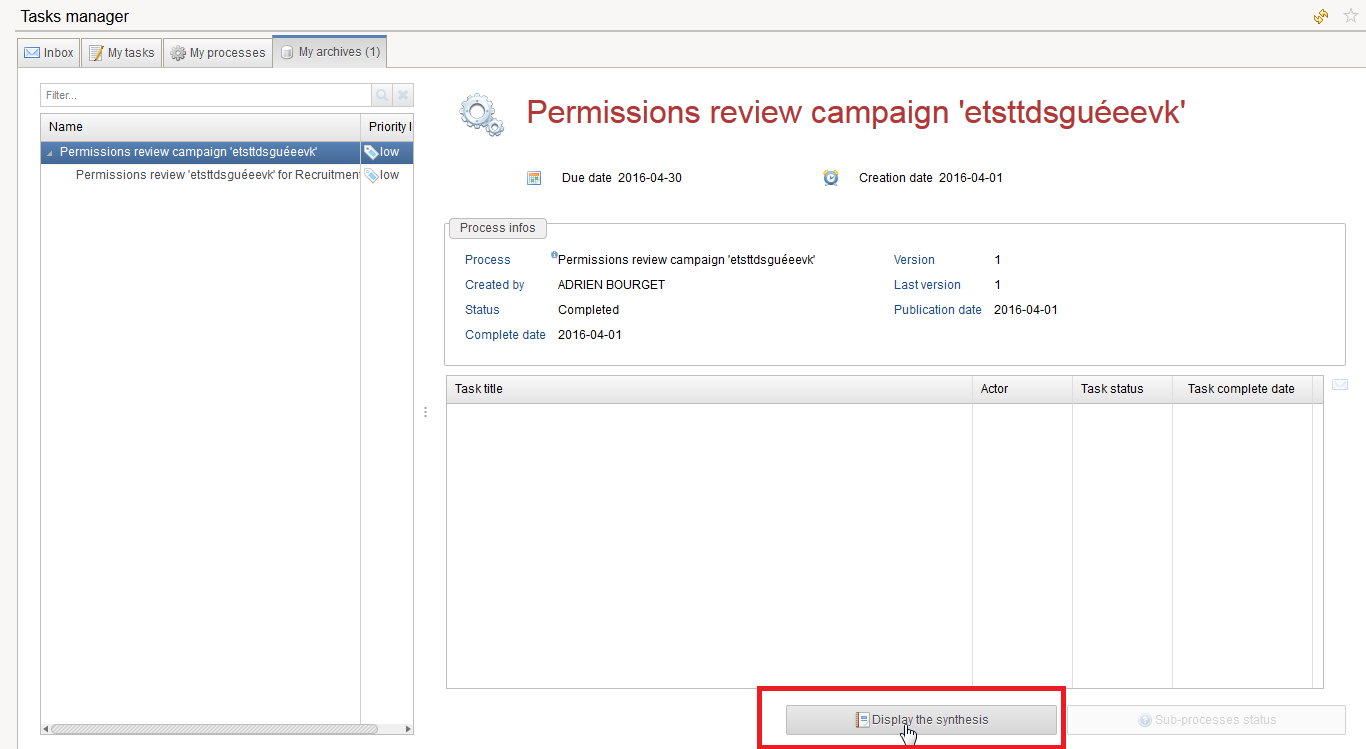 Tasks manager
Inbox My tasks My processes My archives (1)
Filter...
Name Priority l
Permissions review campaign 'etsttdsguéeevk' low
Permissions review 'etsttdsguéeevk' for Recruitmen low
Permissions review campaign 'etsttdsguéeevk'
Due date 2016-04-30 Creation date 2016-04-01
Process infos
Process Permissions review campaign 'etsttdsguéeevk' Version 1
Created by ADRIEN BOURGET Last version 1
Status Completed Publication date 2016-04-01
Complete date 2016-04-01
Task title Actor Task status Task complete date
Display the synthesis Sub-processes status